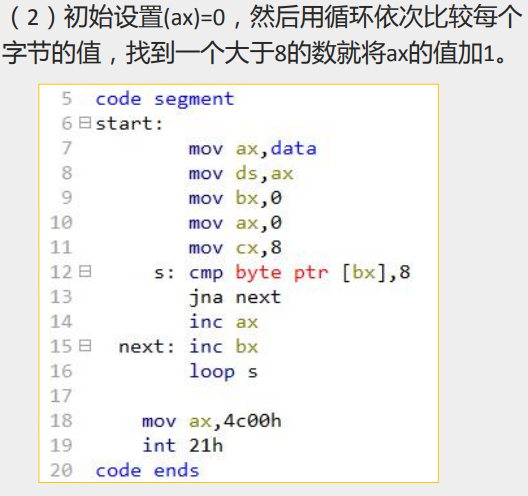 （2）初始设置(ax)=0，然后用循环依次比较每个
字节的值，找到一个大于8的数就将ax的值加1。
5 code segment
6 start:
7 mov ax,data
8 mov ds,ax
9 mov bx,0
10 mov ax,0
11 mov cx,8
12 s: cmp byte ptr [bx],8
13 jna next
14 inc ax
15 next: inc bx
16 loop s
17
18 mov ax,4c00h
19 int 21h
20 code ends